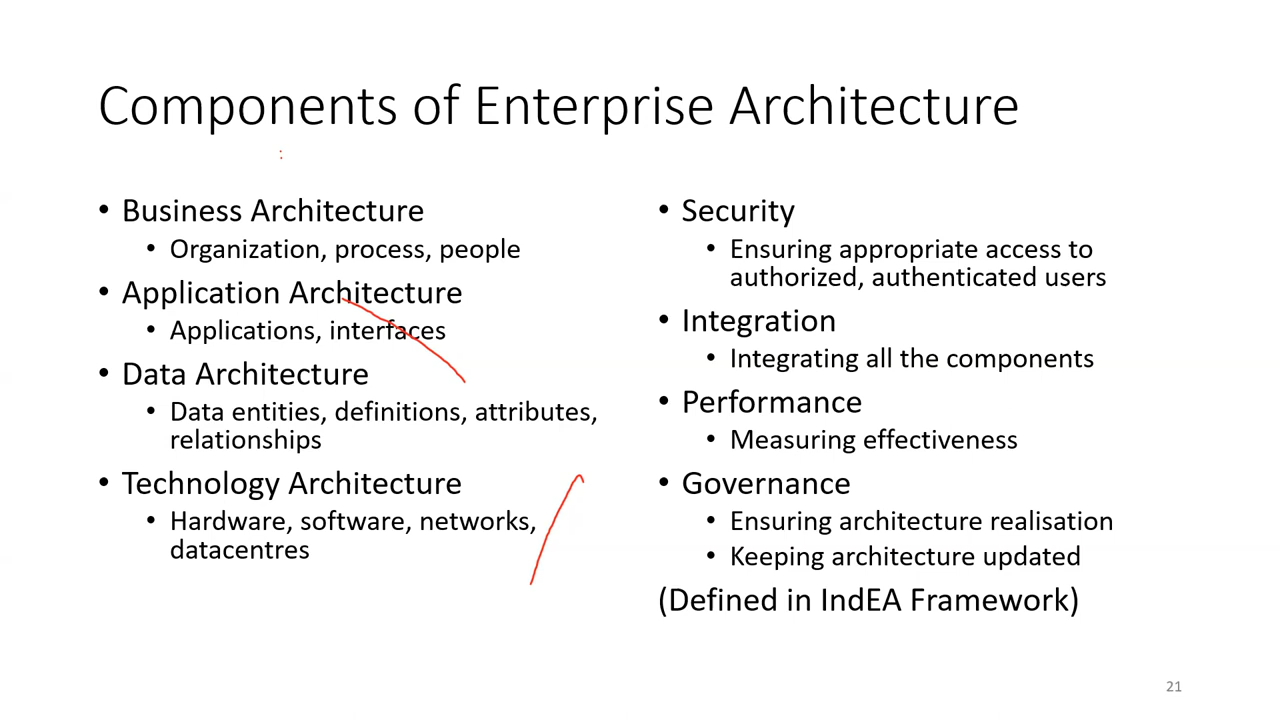 Components of Enterprise Architecture
• Business Architecture
• Organization, process, people
• Application Architecture
• Applications, interfaces
• Data Architecture
• Data entities, definitions, attributes,
relationships
• Technology Architecture
• Hardware, software, networks,
datacentres
• Security
• Ensuring appropriate access to
authorized, authenticated users
• Integration
• Integrating all the components
• Performance
• Measuring effectiveness
• Governance
• Ensuring architecture realisation
• Keeping architecture updated
(Defined in IndEA Framework)
21